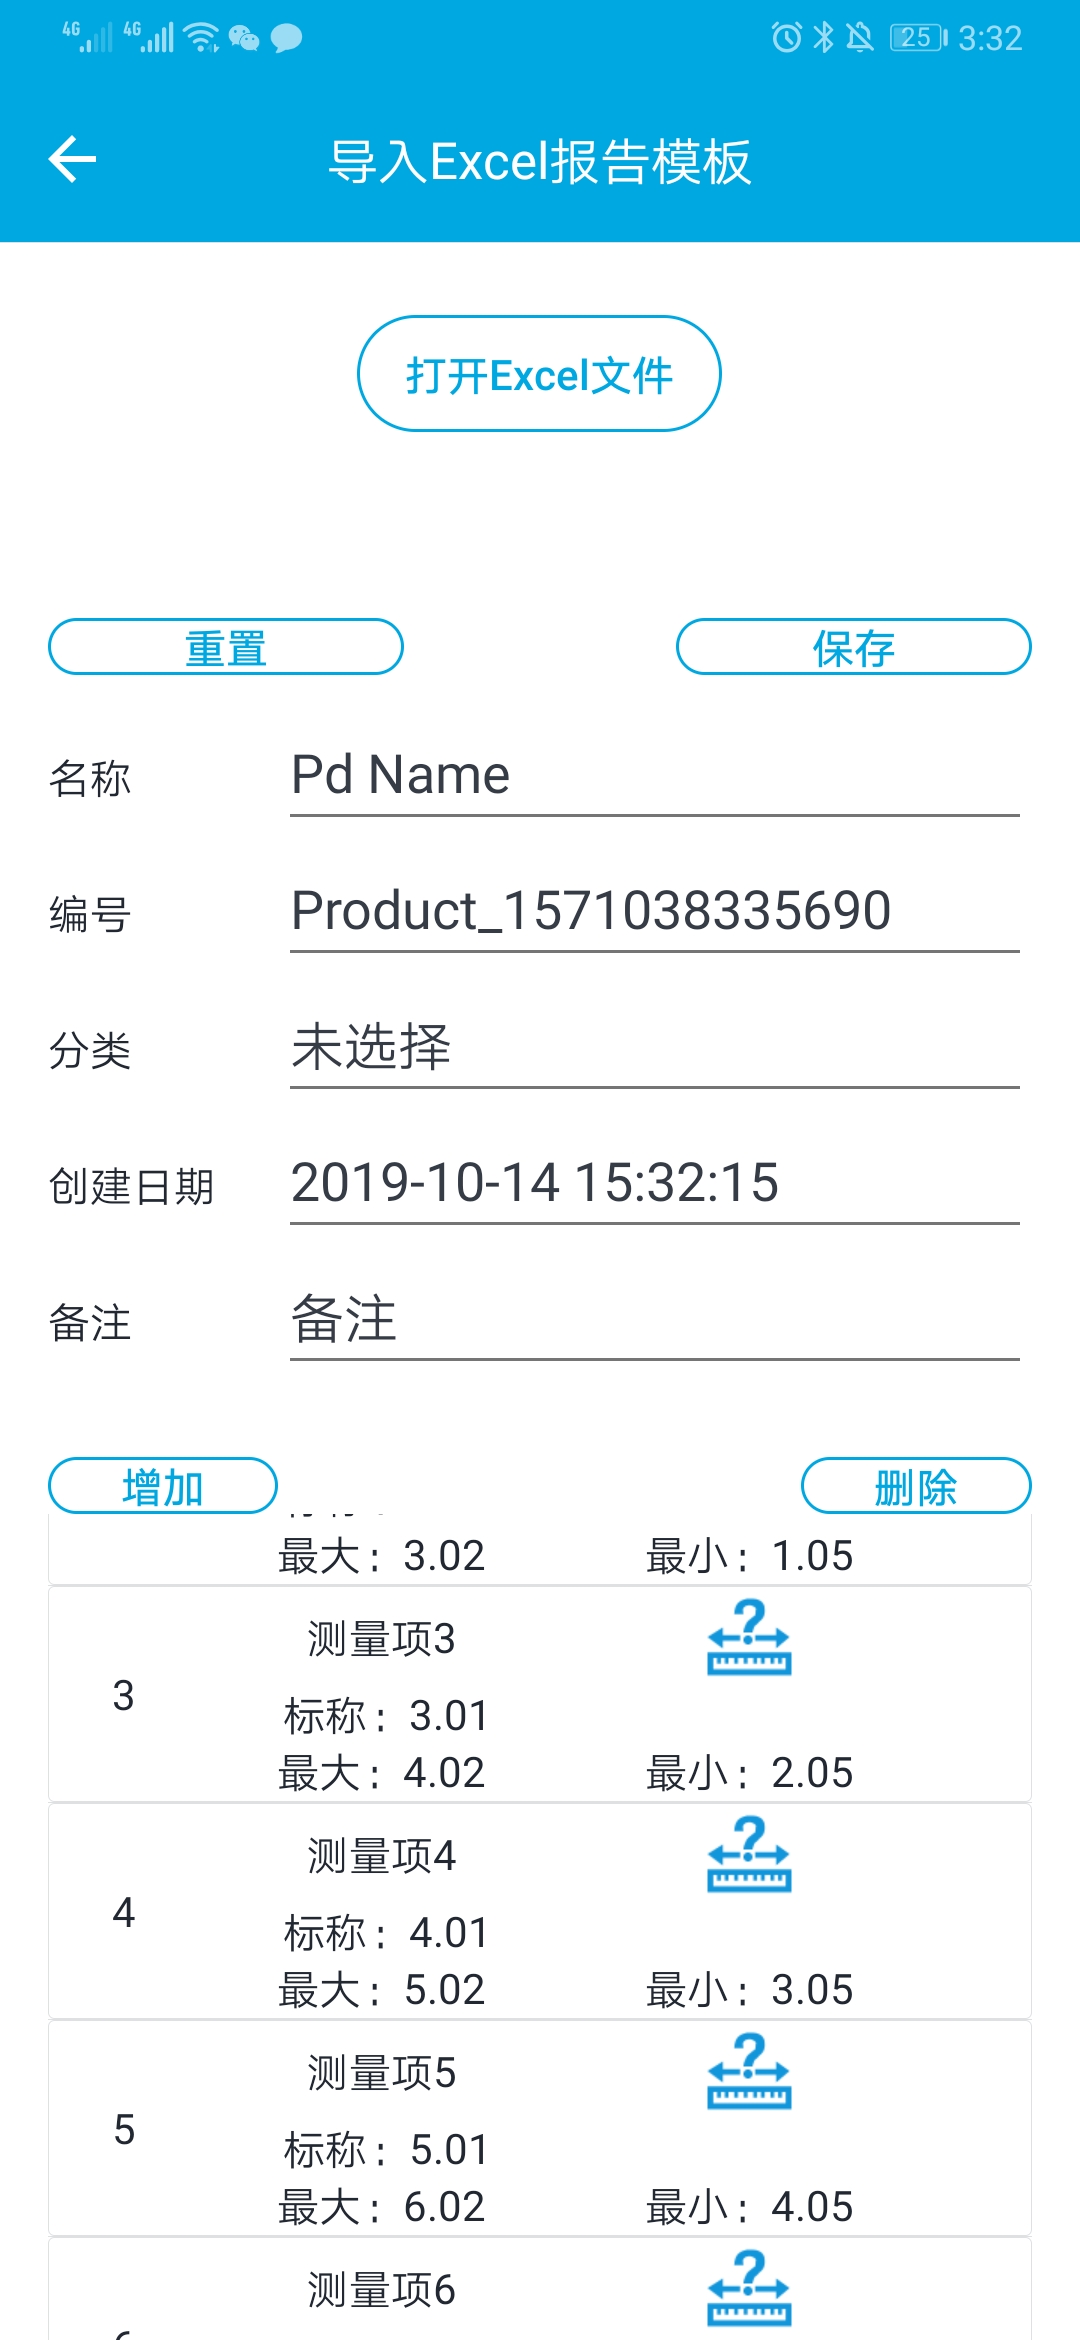 4G 4G 25 3:32
导入Excel报告模板
打开Excel文件
重置 保存
名称 Pd Name
编号 Product_1571038335690
分类 未选择
创建日期 2019-10-14 15:32:15
备注 备注
增加 删除
最大: 3.02 最小: 1.05
测量项3
3
标称: 3.01
最大: 4.02 最小: 2.05
测量项4
4
标称: 4.01
最大: 5.02 最小: 3.05
测量项5
5
标称: 5.01
最大: 6.02 最小: 4.05
测量项6